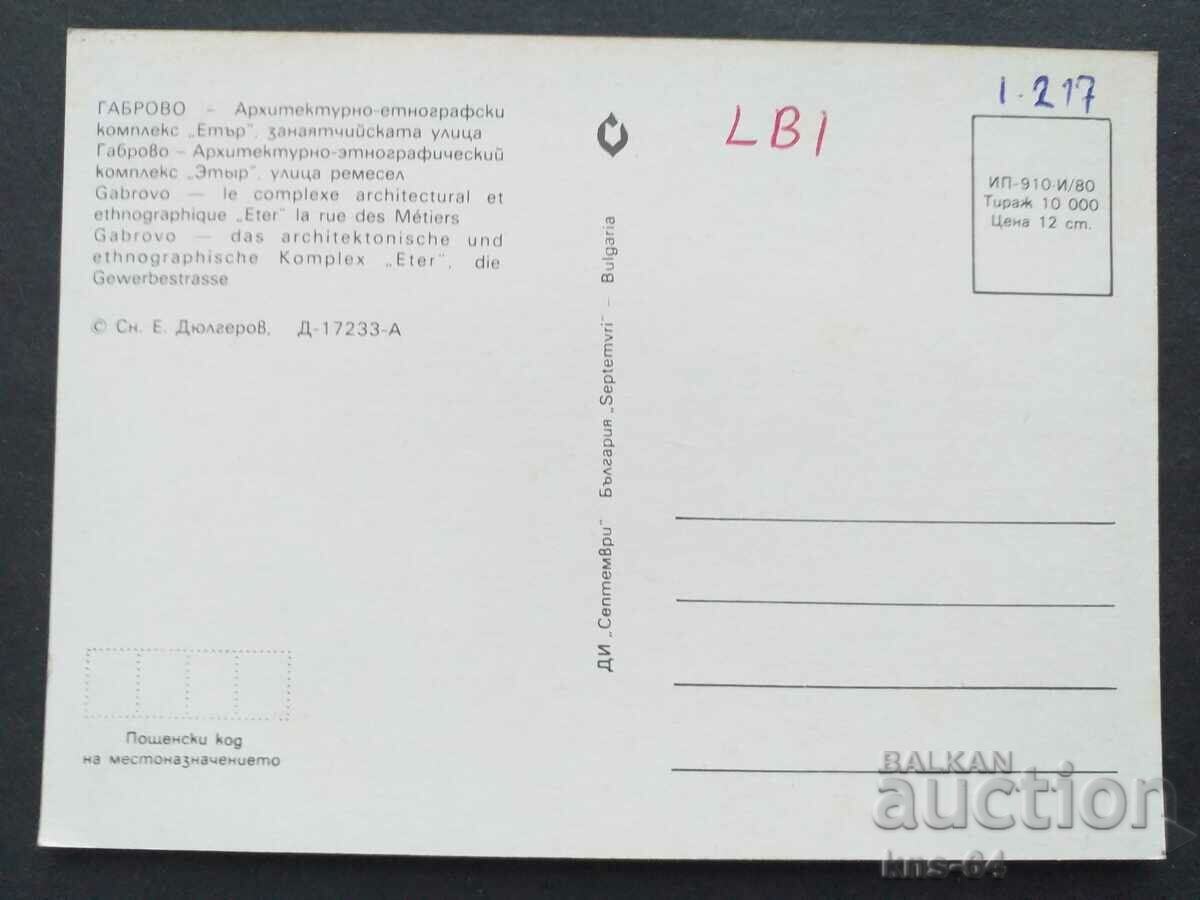 ГАБРОВО – Архитектурно-етнографски
комплекс „Етър", занаятчийската улица
Габрово – Архитектурно-этнографический
комплекс „Этыр", улица ремесел
Gabrovo — le complexe architectural et
ethnographique „Eter" la rue des Métiers
Gabrovo — das architektonische und
ethnographische Komplex „Eter", die
Gewerbestrasse
© Сн. Е. Дюлгеров, Д-17233-А
Пощенски код
на местоназначението
ДИ „Септември" България „Septemvri" – Bulgaria
LB1
1.217
ИП-910-И/80
Тираж 10 000
Цена 12 ст.
BALKAN
auction
kns-64